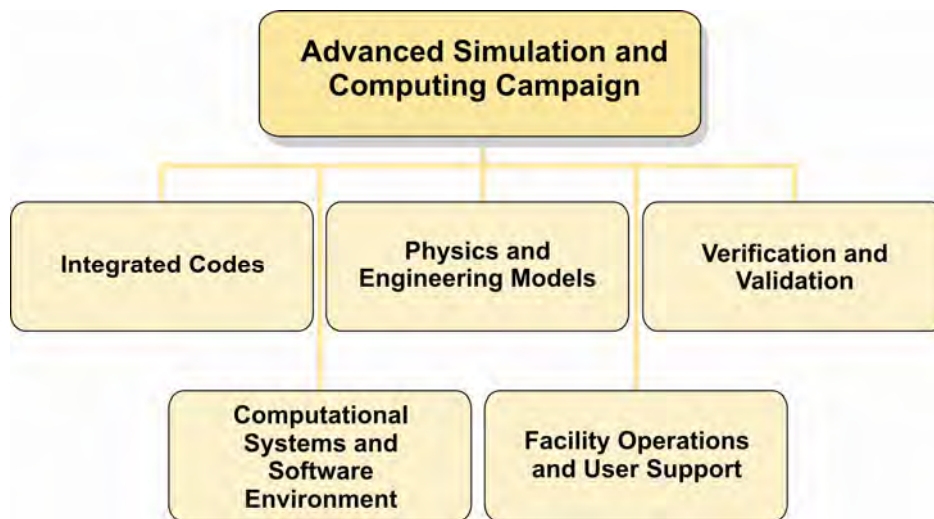 Advanced Simulation and
Computing Campaign
Integrated Codes
Physics and
Engineering Models
Verification and
Validation
Computational
Systems and
Software
Environment
Facility Operations
and User Support